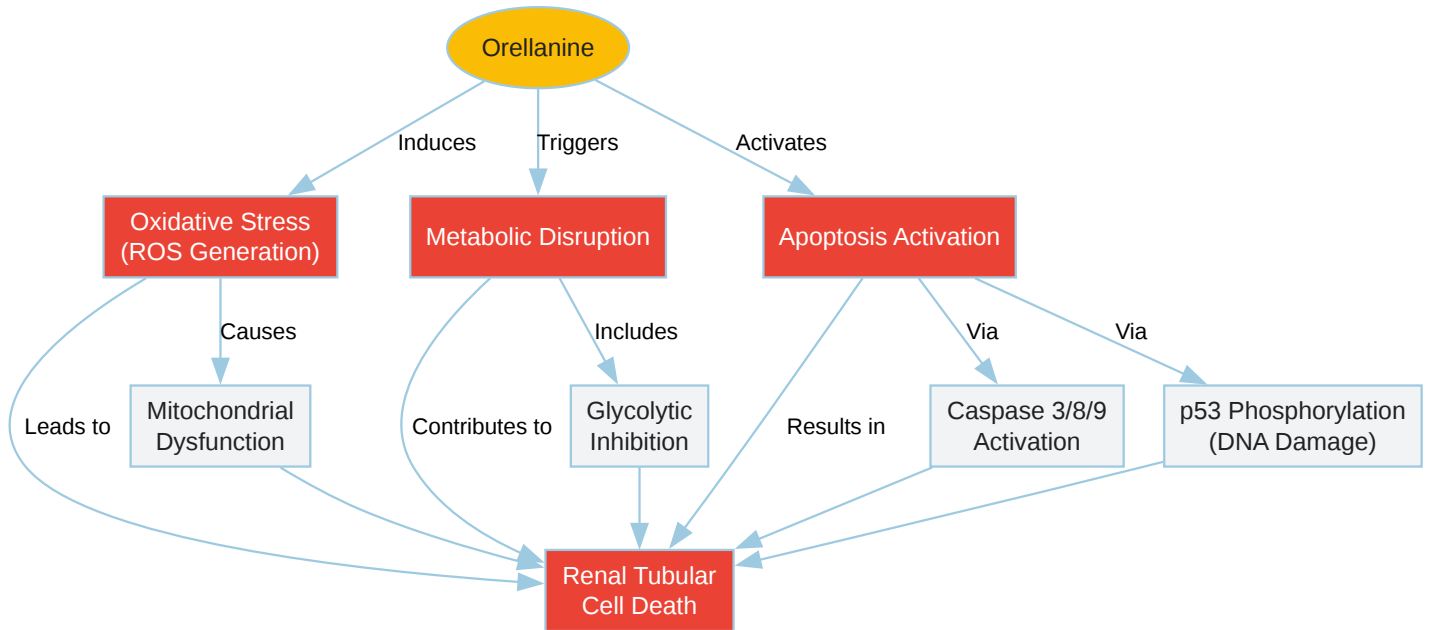 Orellanine
Induces
Triggers
Activates
Oxidative Stress
(ROS Generation)
Metabolic Disruption
Apoptosis Activation
Causes
Includes
Via
Via
Leads to
Mitochondrial
Dysfunction
Contributes to
Glycolytic
Inhibition
Results in
Caspase 3/8/9
Activation
p53 Phosphorylation
(DNA Damage)
Renal Tubular
Cell Death